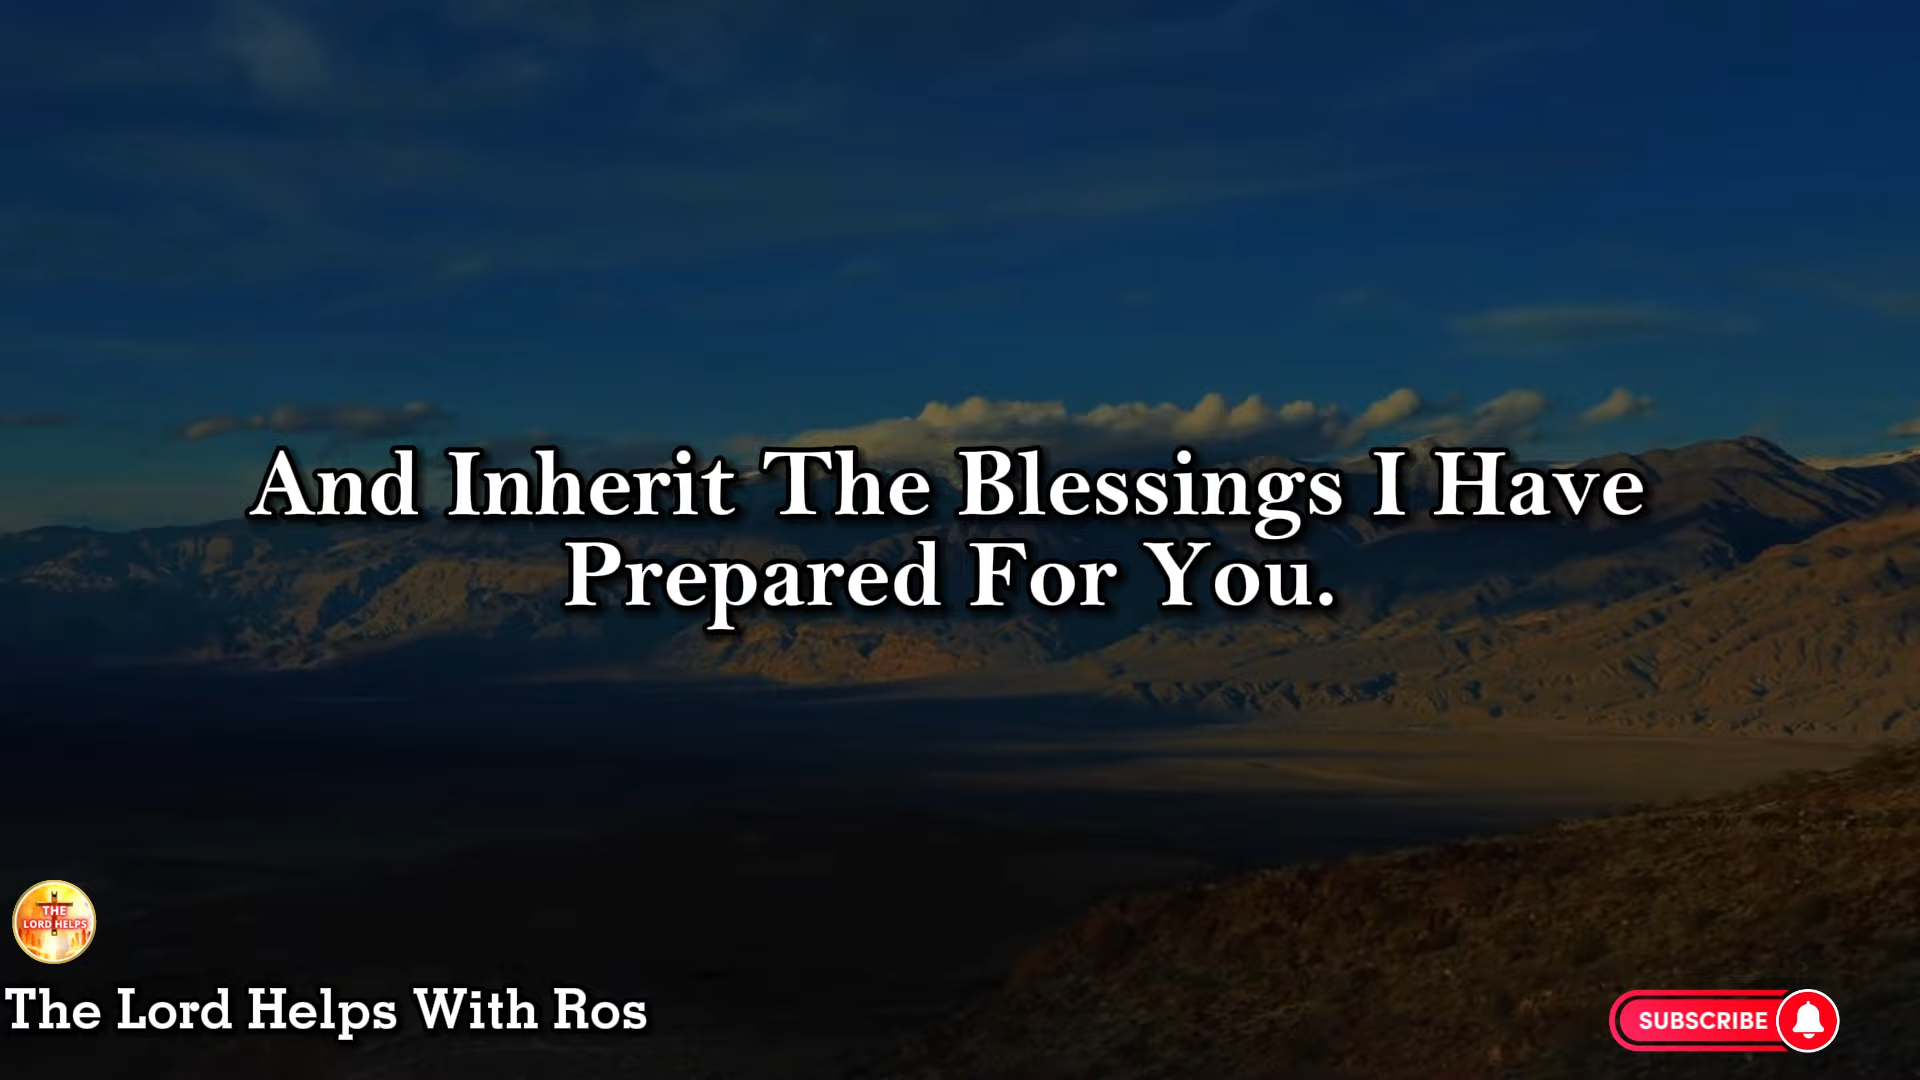 And Inherit The Blessings I Have
Prepared For You.
THE
LORD HELPS
The Lord Helps With Ros
SUBSCRIBE